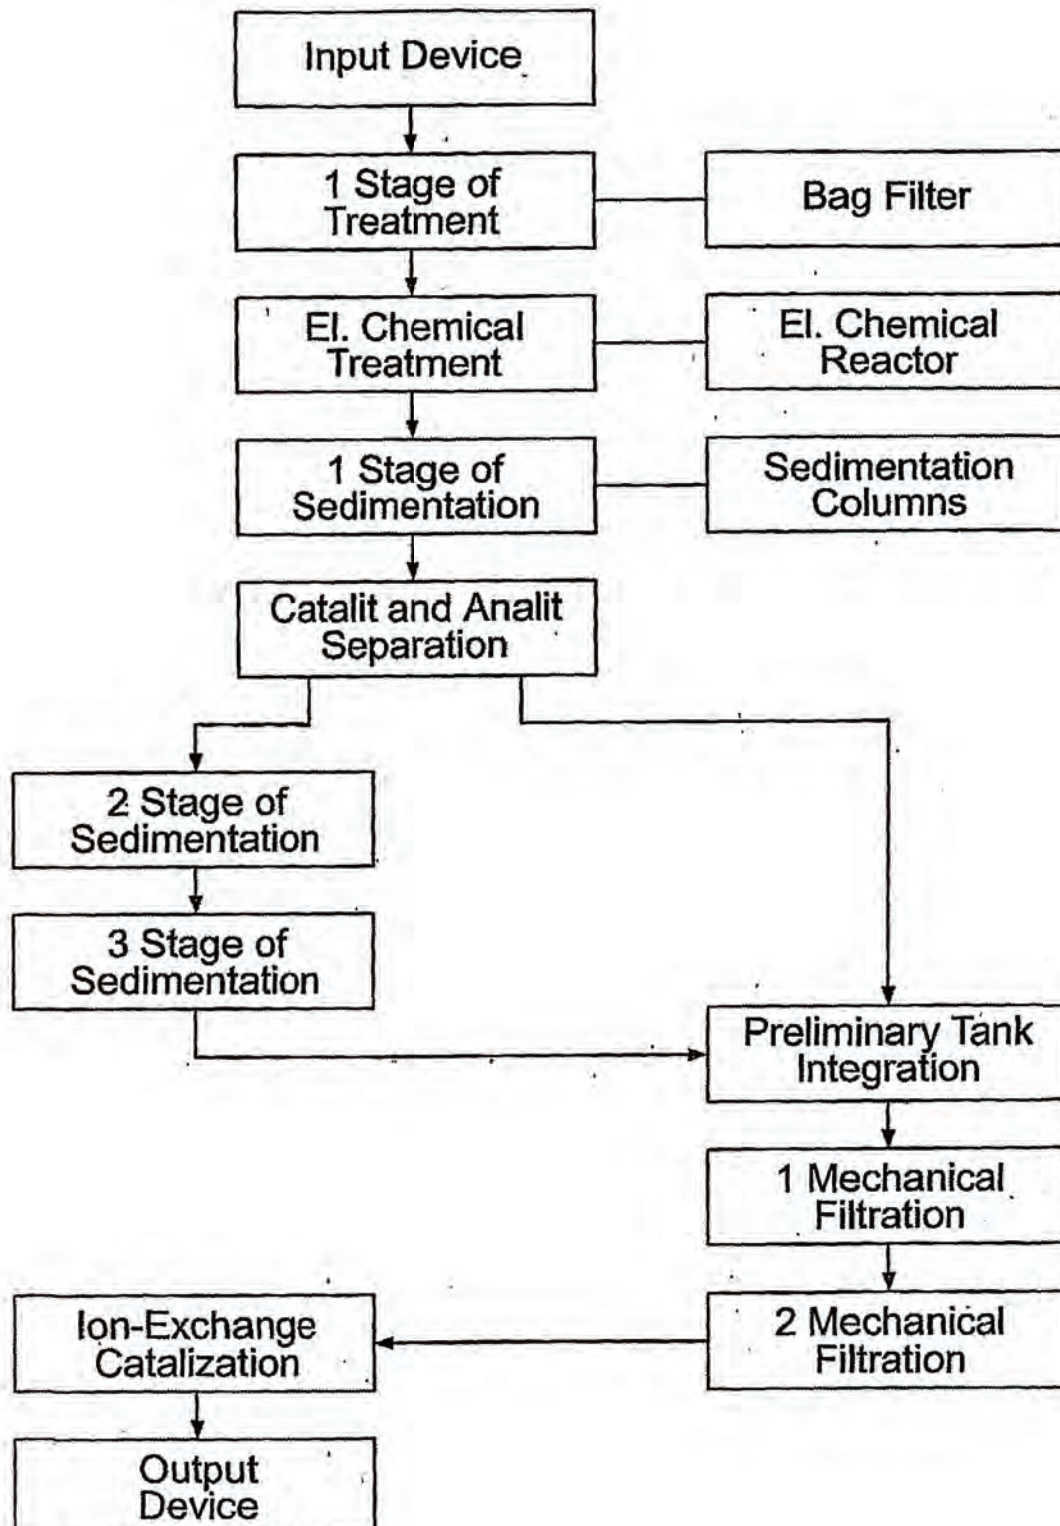 Input Device
1 Stage of
Treatment
Bag Filter
El. Chemical
Treatment
El. Chemical
Reactor
1 Stage of
Sedimentation
Sedimentation
Columns
Catalit and Analit
Separation
2 Stage of
Sedimentation
3 Stage of
Sedimentation
Preliminary Tank
Integration
1 Mechanical
Filtration
2 Mechanical
Filtration
Ion-Exchange
Catalization
Output
Device